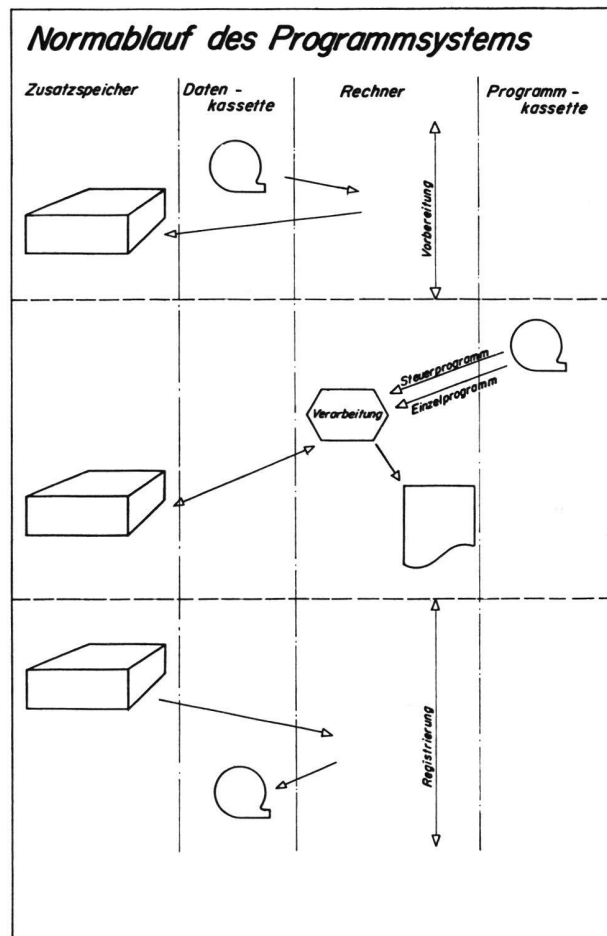 Normablauf des Programmsystems
Zusatzspeicher
Daten -
kassette
Rechner
Programm -
kassette
Vorbereitung
Steuerprogramm
Einzelprogramm
Verarbeitung
Registrierung